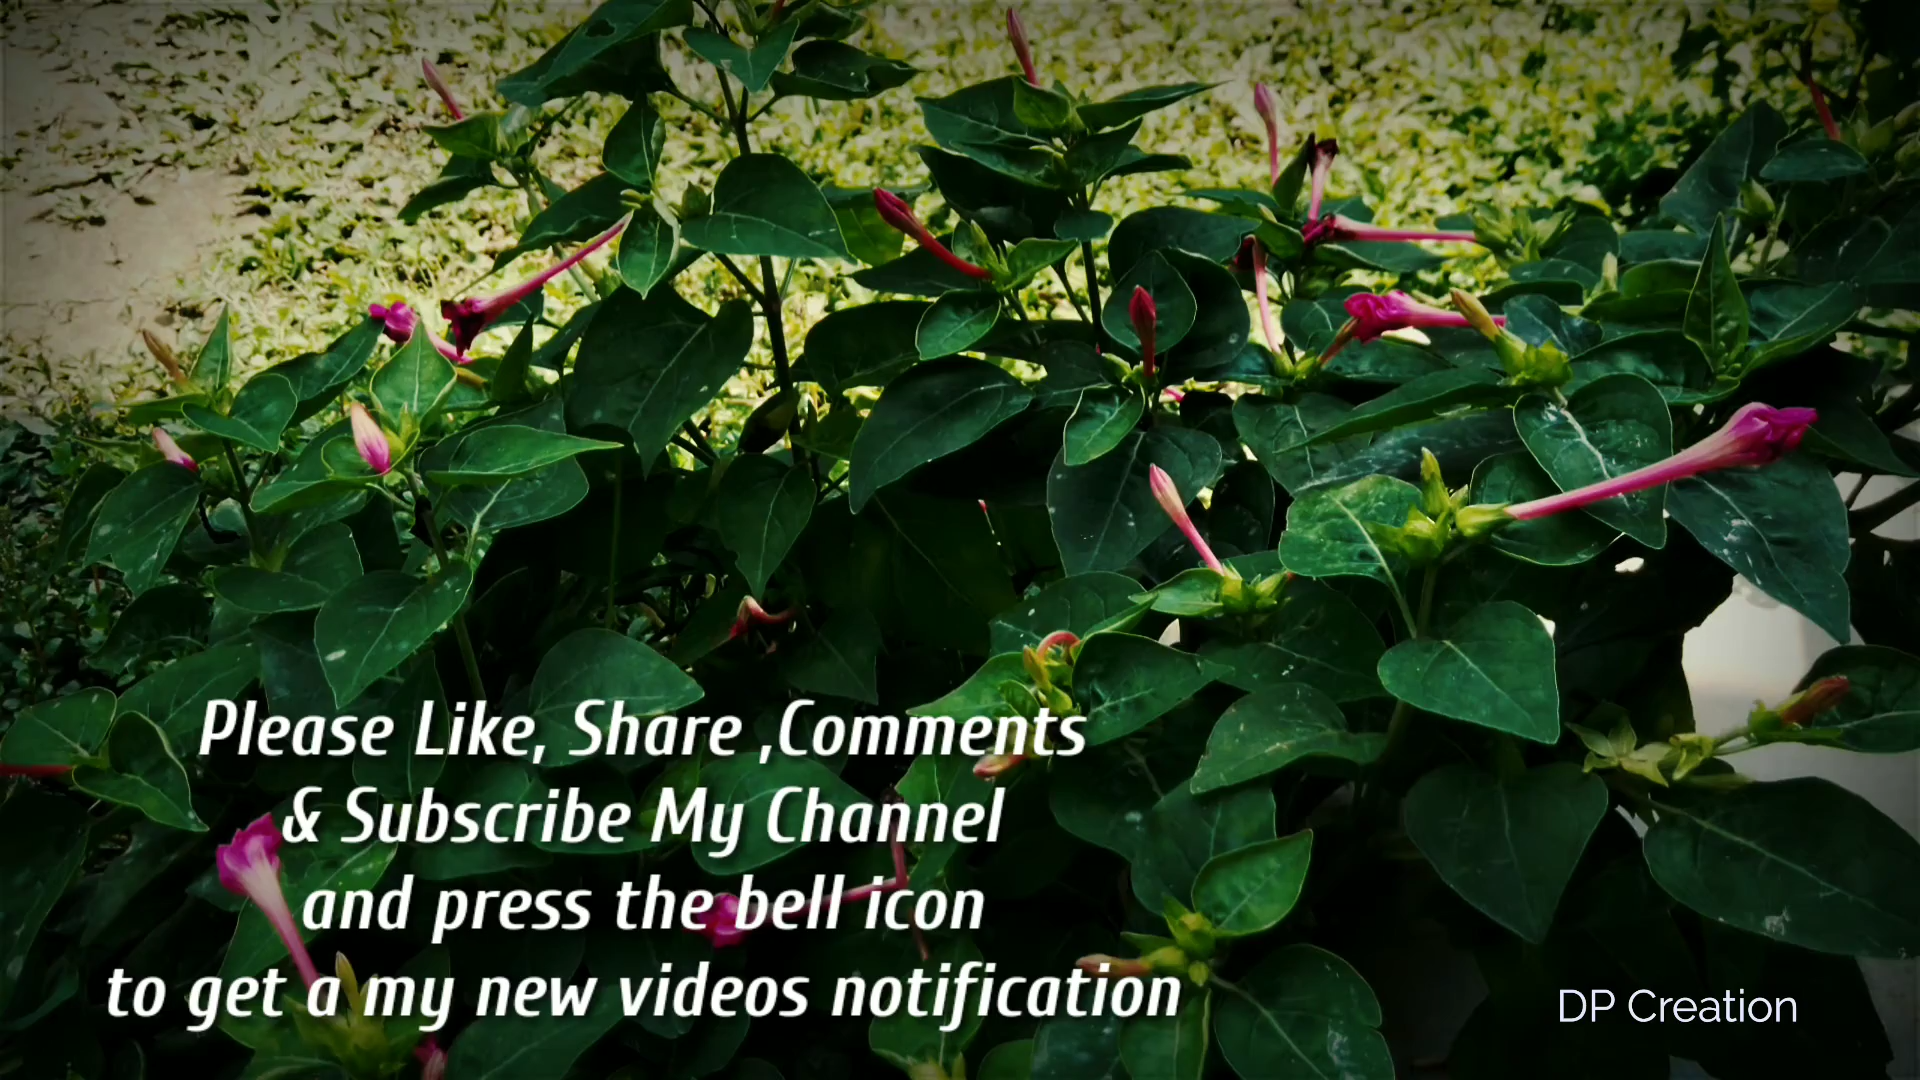 Please Like, Share ,Comments
& Subscribe My Channel
and press the bell icon
to get a my new videos notification
DP Creation